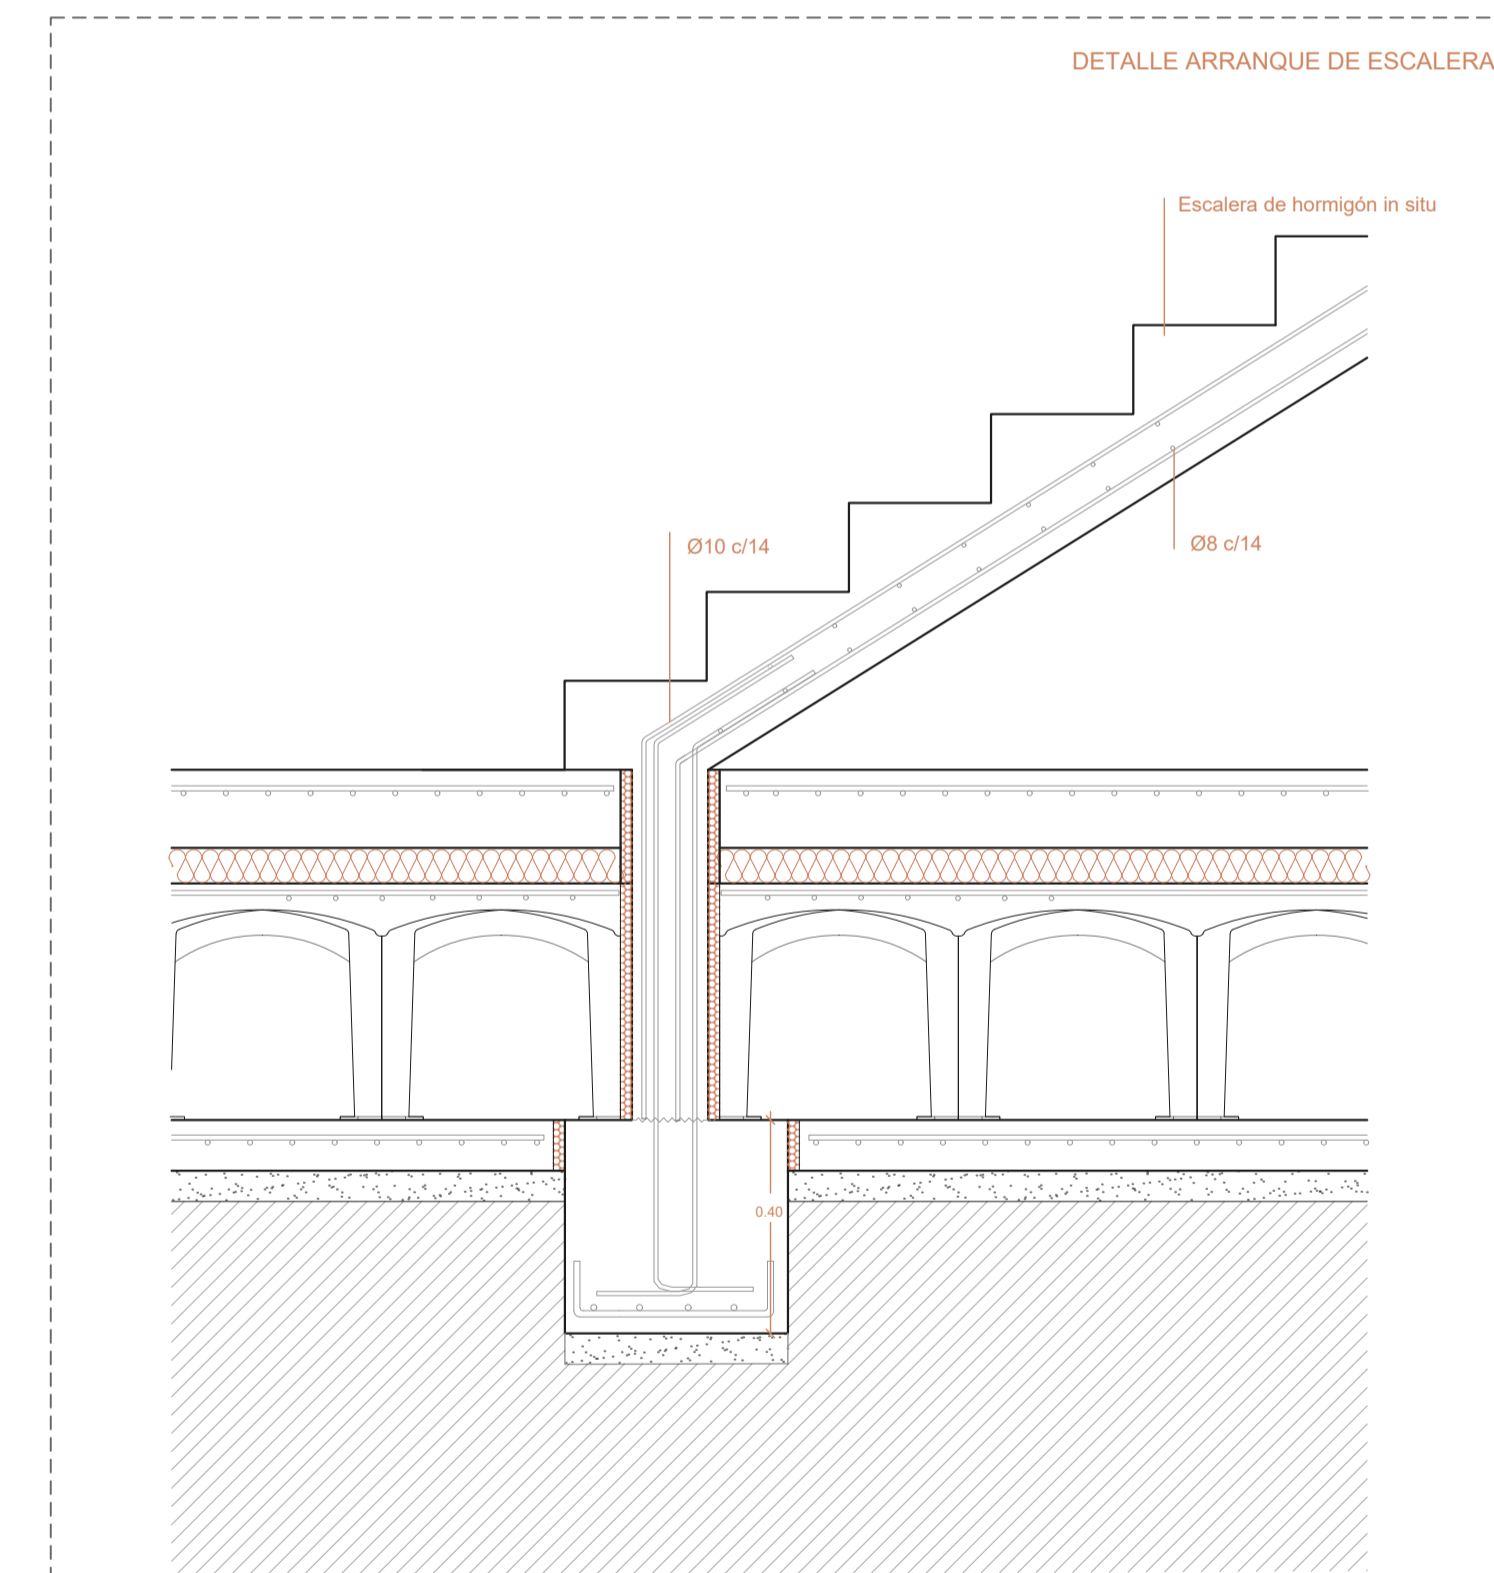 DETALLE ARRANQUE DE ESCALERA
Escalera de hormigón in situ
Ø10 c/14
Ø8 c/14
0.40